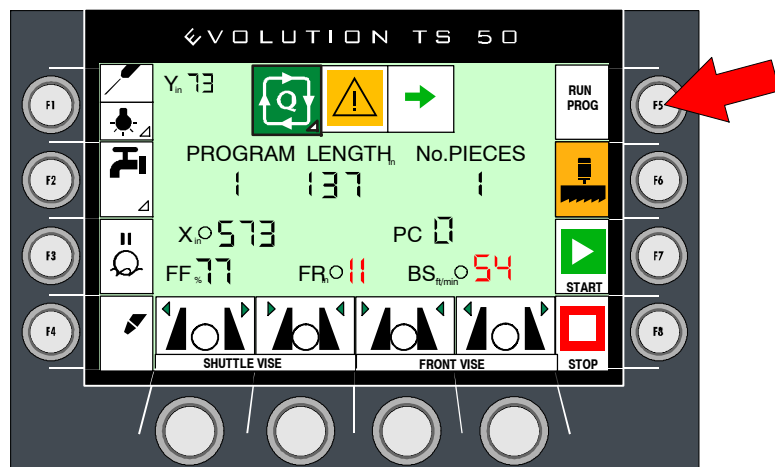 EVOLUTION TS 50
F1
Yin 73
Q
RUN
PROG
F5
F2
PROGRAM LENGTHin No.PIECES
1 137 1
F6
F3
Xin 573 PC 0
FF% 77 FRin 11 BSft/min 54
START
F7
F4
SHUTTLE VISE FRONT VISE
STOP
F8